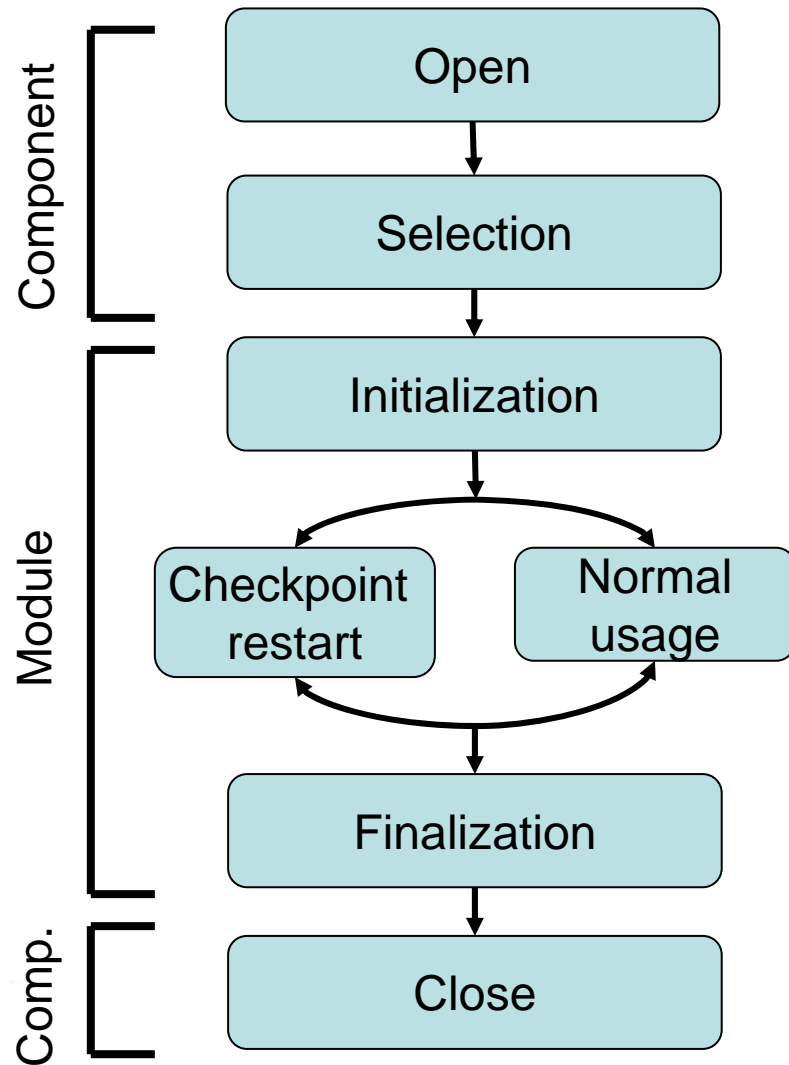 Component
Open
Selection
Module
Initialization
Checkpoint
restart
Normal
usage
Finalization
Comp.
Close